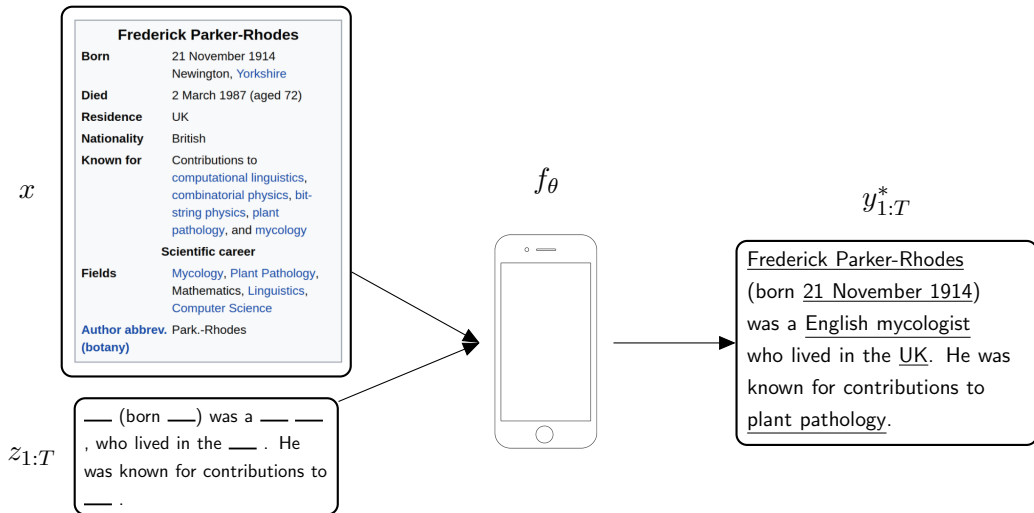 x
Frederick Parker-Rhodes
Born 21 November 1914
Newington, Yorkshire
Died 2 March 1987 (aged 72)
Residence UK
Nationality British
Known for Contributions to
computational linguistics,
combinatorial physics, bit-
string physics, plant
pathology, and mycology
Scientific career
Fields Mycology, Plant Pathology,
Mathematics, Linguistics,
Computer Science
Author abbrev. Park.-Rhodes
(botany)
z1:T
___ (born ___) was a ___ ___
, who lived in the ___ . He
was known for contributions to
___ .
fθ
y*1:T
Frederick Parker-Rhodes
(born 21 November 1914)
was a English mycologist
who lived in the UK. He was
known for contributions to
plant pathology.